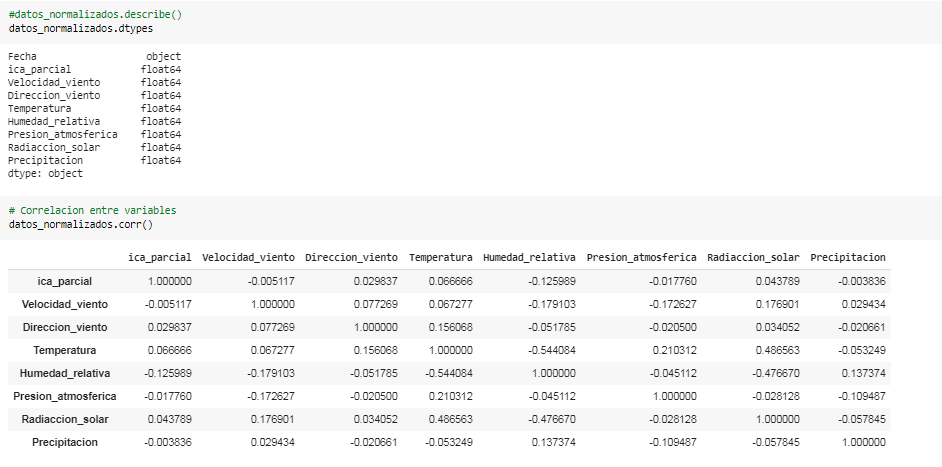 #datos_normalizados.describe()
datos_normalizados.dtypes
Fecha object
ica_parcial float64
Velocidad_viento float64
Direccion_viento float64
Temperatura float64
Humedad_relativa float64
Presion_atmosferica float64
Radiaccion_solar float64
Precipitacion float64
dtype: object
# Correlacion entre variables
datos_normalizados.corr()
ica_parcial Velocidad_viento Direccion_viento Temperatura Humedad_relativa Presion_atmosferica Radiaccion_solar Precipitacion
ica_parcial 1.000000 -0.005117 0.029837 0.066666 -0.125989 -0.017760 0.043789 -0.003836
Velocidad_viento -0.005117 1.000000 0.077269 0.067277 -0.179103 -0.172627 0.176901 0.029434
Direccion_viento 0.029837 0.077269 1.000000 0.156068 -0.051785 -0.020500 0.034052 -0.020661
Temperatura 0.066666 0.067277 0.156068 1.000000 -0.544084 0.210312 0.486563 -0.053249
Humedad_relativa -0.125989 -0.179103 -0.051785 -0.544084 1.000000 -0.045112 -0.476670 0.137374
Presion_atmosferica -0.017760 -0.172627 -0.020500 0.210312 -0.045112 1.000000 -0.028128 -0.109487
Radiaccion_solar 0.043789 0.176901 0.034052 0.486563 -0.476670 -0.028128 1.000000 -0.057845
Precipitacion -0.003836 0.029434 -0.020661 -0.053249 0.137374 -0.109487 -0.057845 1.000000